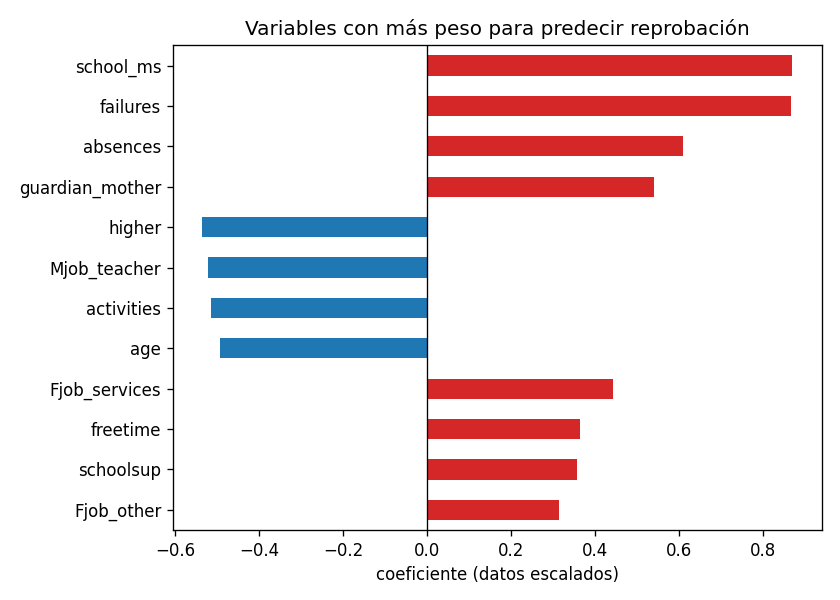 Variables con más peso para predecir reprobación
school_ms
failures
absences
guardian_mother
higher
Mjob_teacher
activities
age
Fjob_services
freetime
schoolsup
Fjob_other
−0.6 −0.4 −0.2 0.0 0.2 0.4 0.6 0.8
coeficiente (datos escalados)